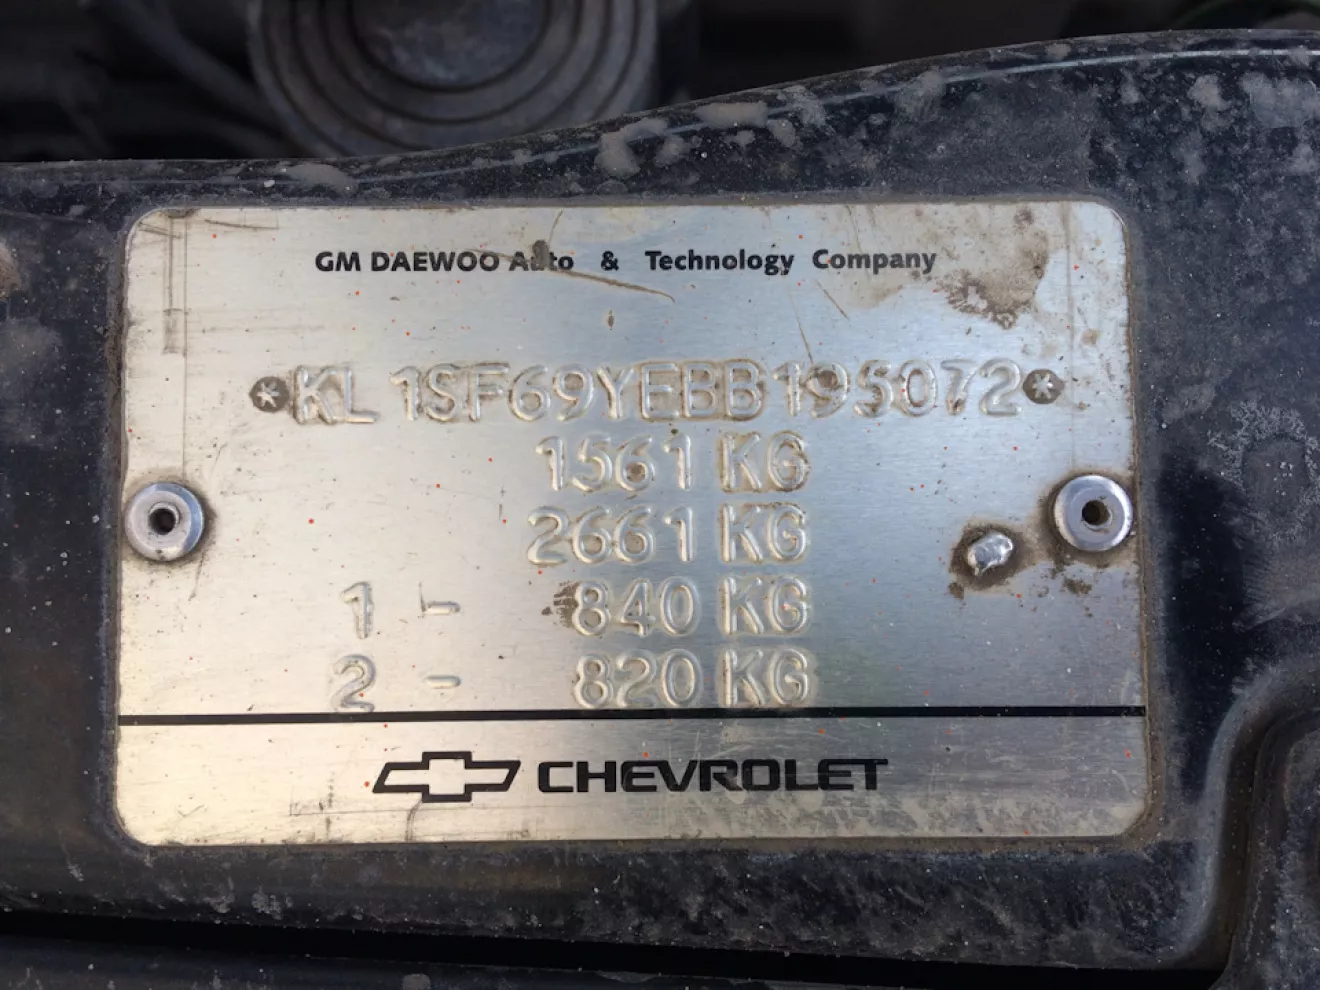 GM DAEWOO Auto & Technology Company
*KL1SF69YEBB195072*
1561 KG
2661 KG
1 - 840 KG
2 - 820 KG
CHEVROLET